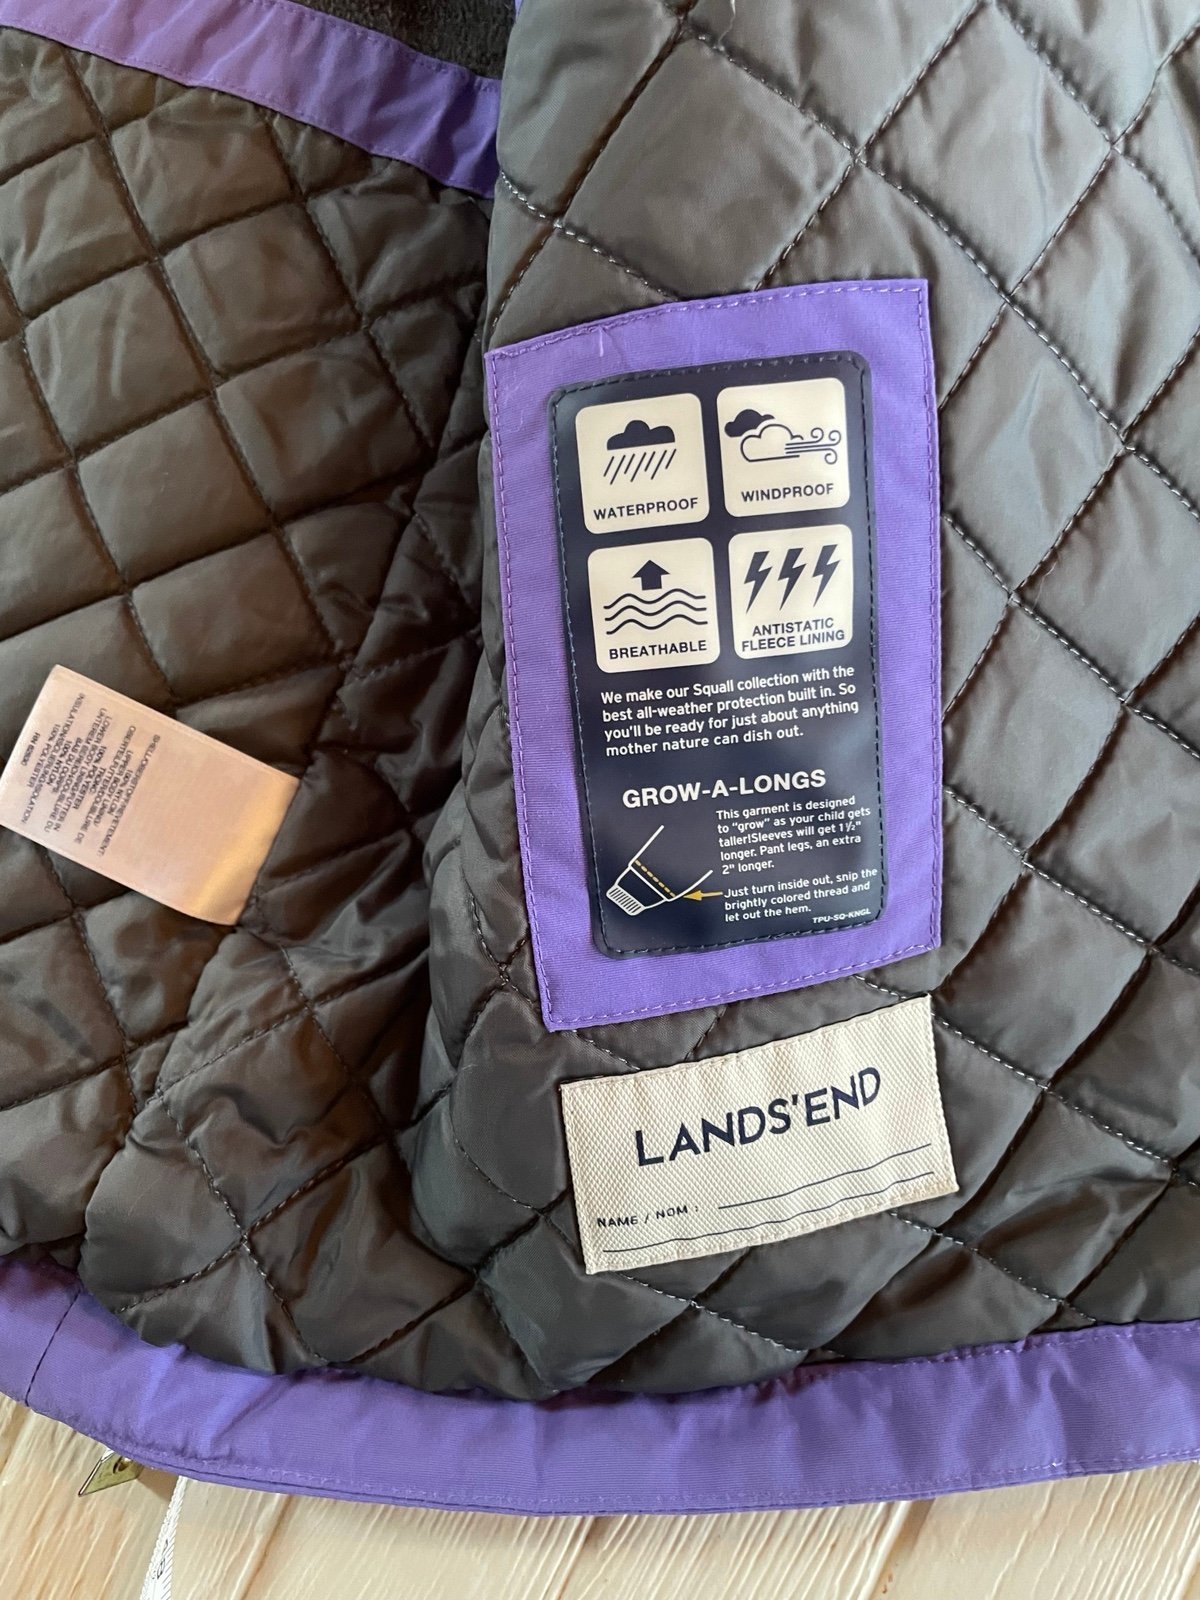 WATERPROOF
WINDPROOF
BREATHABLE
ANTISTATIC
FLEECE LINING
We make our Squall collection with the
best all-weather protection built in. So
you'll be ready for just about anything
mother nature can dish out.
GROW-A-LONGS
This garment is designed
to "grow" as your child gets
taller!Sleeves will get 1½"
longer. Pant legs, an extra
2" longer.
Just turn inside out, snip the
brightly colored thread and
let out the hem.
TPU-SQ-KNGL
LANDS'END
NAME / NOM :